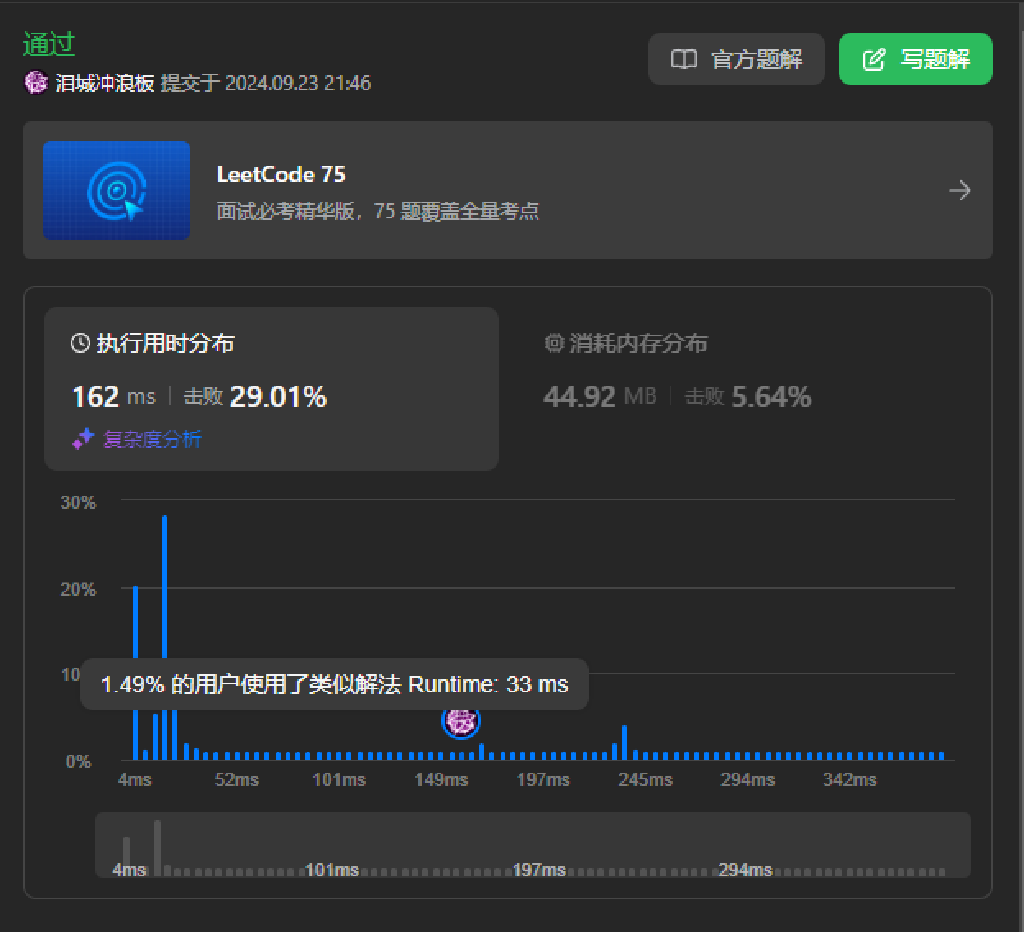 通过
泪城冲浪板 提交于 2024.09.23 21:46
官方题解
写题解
LeetCode 75
面试必考精华版，75 题覆盖全量考点
执行用时分布
162 ms | 击败 29.01%
复杂度分析
消耗内存分布
44.92 MB | 击败 5.64%
30%
20%
10
1.49% 的用户使用了类似解法 Runtime: 33 ms
0%
4ms 52ms 101ms 149ms 197ms 245ms 294ms 342ms
4ms 101ms 197ms 294ms